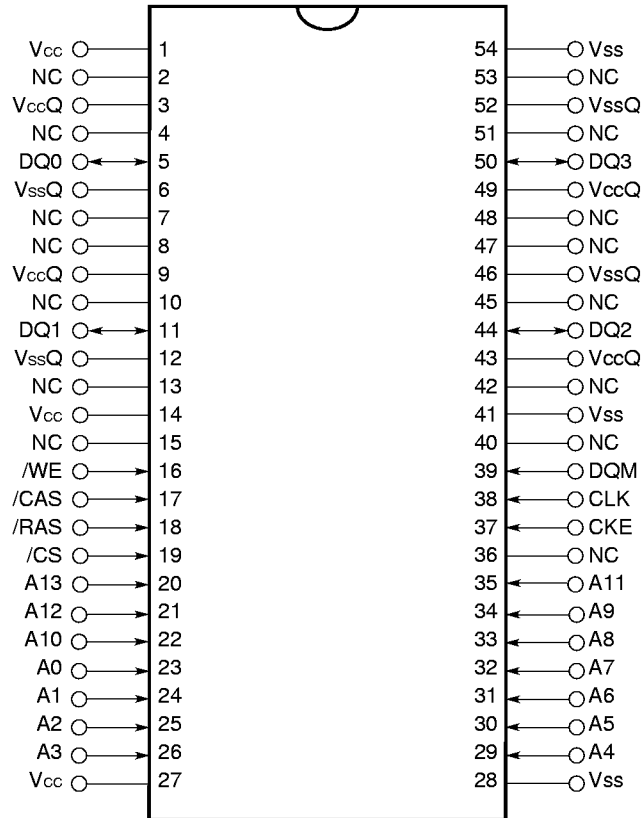 Vcc 1 54 Vss
NC 2 53 NC
VccQ 3 52 VssQ
NC 4 51 NC
DQ0 5 50 DQ3
VssQ 6 49 VccQ
NC 7 48 NC
NC 8 47 NC
VccQ 9 46 VssQ
NC 10 45 NC
DQ1 11 44 DQ2
VssQ 12 43 VccQ
NC 13 42 NC
Vcc 14 41 Vss
NC 15 40 NC
/WE 16 39 DQM
/CAS 17 38 CLK
/RAS 18 37 CKE
/CS 19 36 NC
A13 20 35 A11
A12 21 34 A9
A10 22 33 A8
A0 23 32 A7
A1 24 31 A6
A2 25 30 A5
A3 26 29 A4
Vcc 27 28 Vss